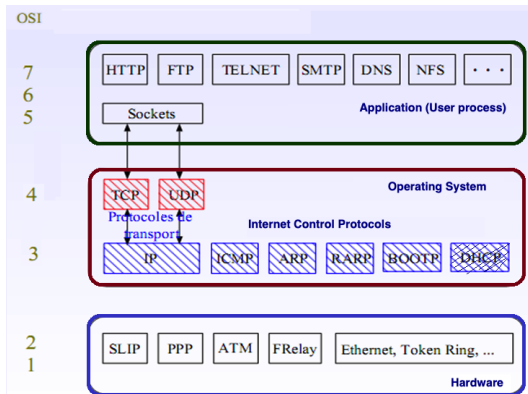 OSI
7
HTTP FTP TELNET SMTP DNS NFS . . .
6
Application (User process)
5
Sockets
Operating System
4
TCP UDP
Protocoles de
transport
Internet Control Protocols
3
IP ICMP ARP RARP BOOTP DHCP
2
SLIP PPP ATM FRelay Ethernet, Token Ring, ...
1
Hardware